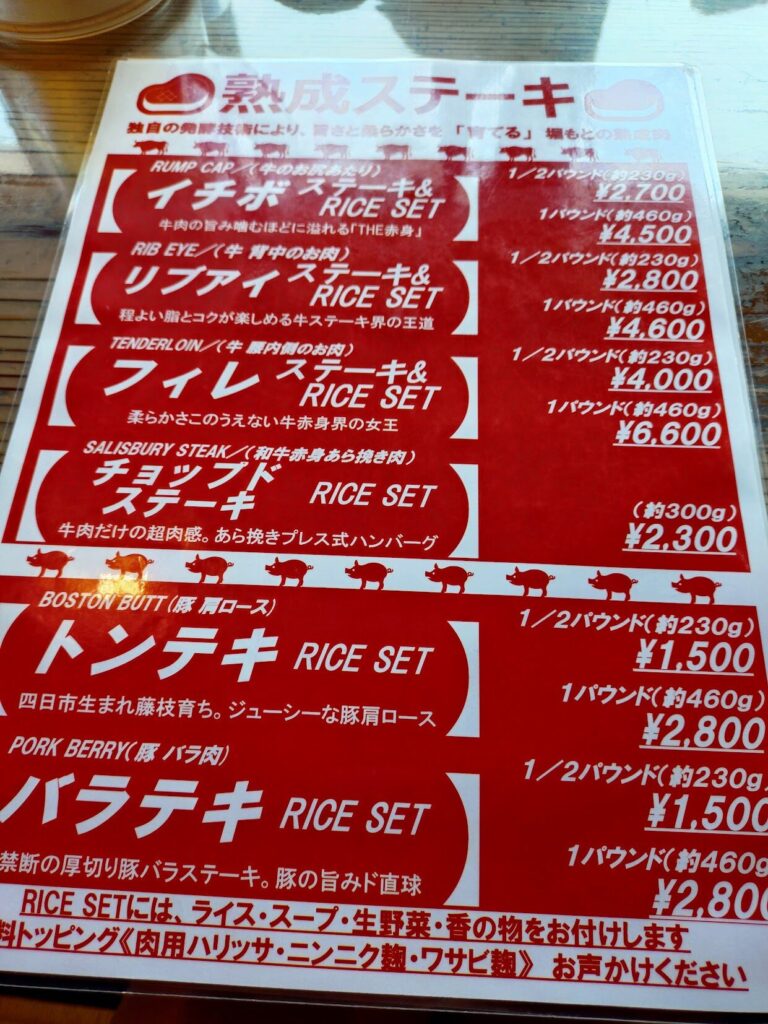 熟成ステーキ
独自の発酵技術により、旨さと柔らかさを「育てる」堀もとの熟成肉
RUMP CAP／(牛のお尻あたり)
イチボ ステーキ& RICE SET
牛肉の旨み噛むほどに溢れる「THE赤身」
1／2パウンド(約230g)
¥2,700
1パウンド(約460g)
¥4,500
RIB EYE／(牛 背中のお肉)
リブアイ ステーキ& RICE SET
程よい脂とコクが楽しめる牛ステーキ界の王道
1／2パウンド(約230g)
¥2,800
1パウンド(約460g)
¥4,600
TENDERLOIN／(牛 腰内側のお肉)
フィレ ステーキ& RICE SET
柔らかさこのうえない牛赤身界の女王
1／2パウンド(約230g)
¥4,000
1パウンド(約460g)
¥6,600
SALISBURY STEAK／(和牛赤身あら挽き肉)
チョップド
ステーキ RICE SET
牛肉だけの超肉感。あら挽きプレス式ハンバーグ
(約300g)
¥2,300
BOSTON BUTT(豚 肩ロース)
トンテキ RICE SET
四日市生まれ藤枝育ち。ジューシーな豚肩ロース
1／2パウンド(約230g)
¥1,500
1パウンド(約460g)
¥2,800
PORK BERRY(豚 バラ肉)
バラテキ RICE SET
禁断の厚切り豚バラステーキ。豚の旨みド直球
1／2パウンド(約230g)
¥1,500
1パウンド(約460g
¥2,800
RICE SETには、ライス・スープ・生野菜・香の物をお付けします
料トッピング《肉用ハリッサ・ニンニク麹・ワサビ麹》 お声かけください